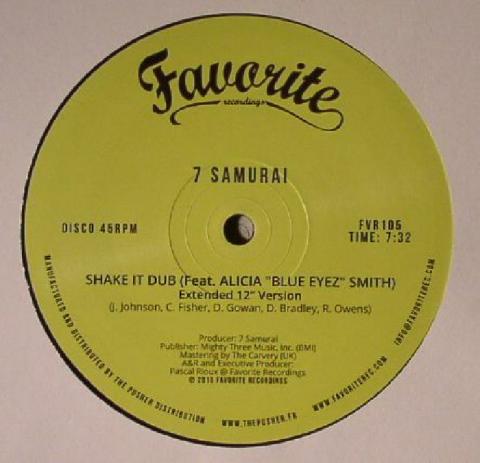 Favorite
recordings
7 SAMURAI
DISCO 45RPM
FVR105
TIME: 7:32
SHAKE IT DUB (Feat. ALICIA "BLUE EYEZ" SMITH)
Extended 12" Version
(J. Johnson, C. Fisher, D. Gowan, D. Bradley, R. Owens)
Producer: 7 Samurai
Publisher: Mighty Three Music, Inc. (BMI)
Mastering by The Carvery (UK)
A&R and Executive Producer:
Pascal Rioux @ Favorite Recordings
FAVORITE RECORDINGS
MANUFACTURED AND DISTRIBUTED BY THE PUSHER DISTRIBUTION
WWW.THEPUSHER.FR
WWW.FAVORITEREC.COM
INFO@FAVORITEREC.COM